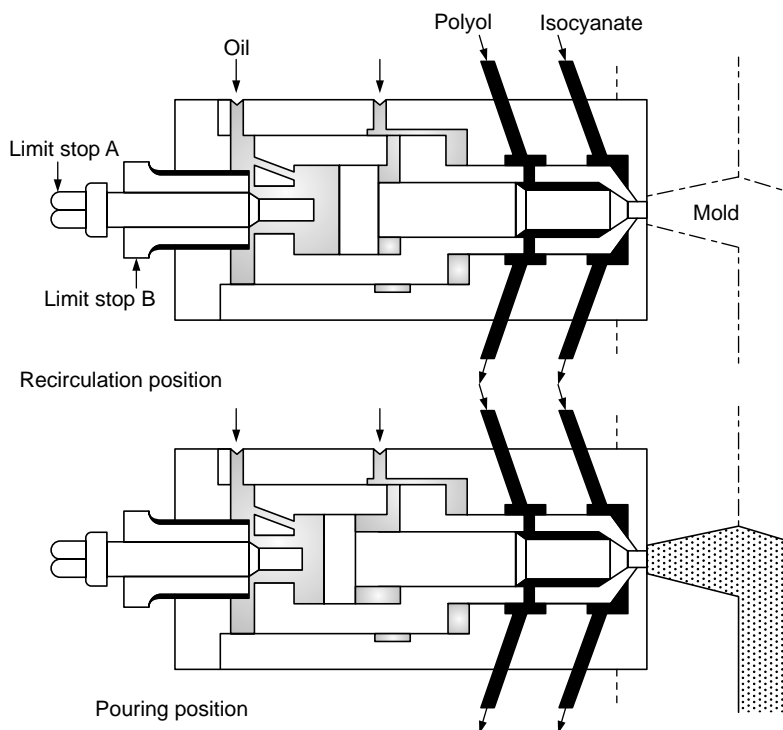 Polyol
Isocyanate
Oil
Limit stop A
Mold
Limit stop B
Recirculation position
Pouring position